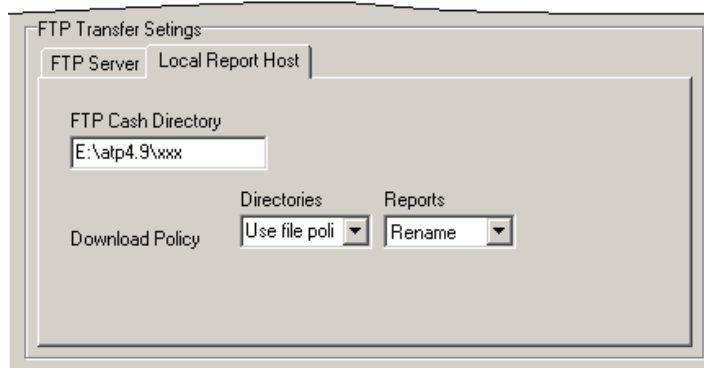 FTP Transfer Setings
FTP Server Local Report Host
FTP Cash Directory
E:\atp4.9\xxx
Directories Reports
Download Policy Use file poli Rename